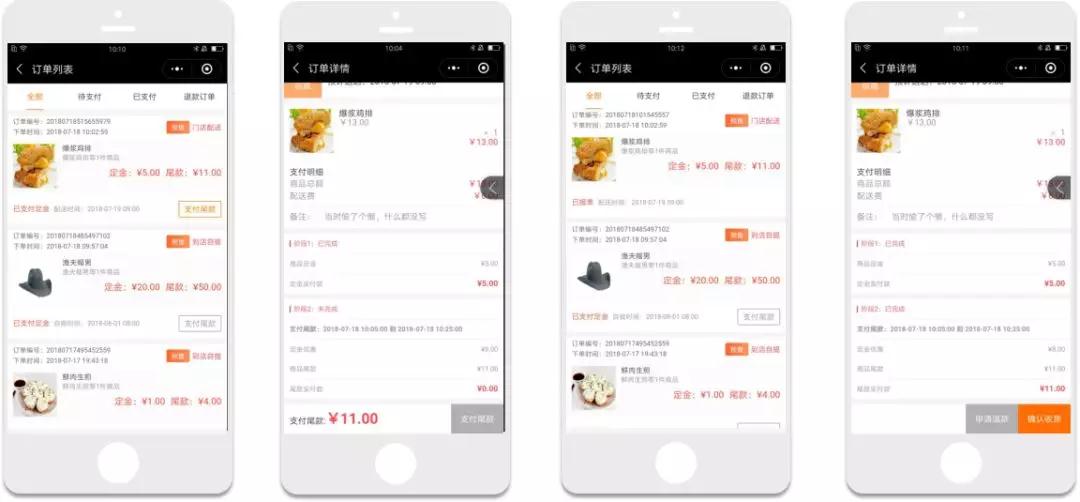 10:10
订单列表
全部 待支付 已支付 退款订单
订单编号：20180718515655979
下单时间：2018-07-18 10:02:59
预售 门店配送
爆浆鸡排
爆浆鸡排等1件商品
定金：¥5.00 尾款：¥11.00
已支付定金 配送时间：2018-07-19 09:00 支付尾款
订单编号：20180718485497102
下单时间：2018-07-18 09:57:04
预售 到店自提
渔夫帽男
渔夫帽男等1件商品
定金：¥20.00 尾款：¥50.00
已支付定金 自提时间：2018-08-01 08:00 支付尾款
订单编号：20180717495452559
下单时间：2018-07-17 19:43:18
预售 到店自提
鲜肉生煎
鲜肉生煎等1件商品
定金：¥1.00 尾款：¥4.00
10:04
订单详情
爆浆鸡排
¥13.00
× 1
¥13.00
支付明细
商品总额
配送费
备注： 当时偷了个懒，什么都没写
阶段1：已完成
商品定金 ¥5.00
定金实付款 ¥5.00
阶段2：未完成
支付尾款：2018-07-18 10:05:00 到 2018-07-18 10:25:00
定金优惠
商品尾款 ¥11.00
尾款实付款 ¥0.00
支付尾款: ¥11.00 支付尾款
10:12
订单列表
全部 待支付 已支付 退款订单
订单编号：20180718101545557
下单时间：2018-07-18 10:02:59
预售 门店配送
爆浆鸡排
爆浆鸡排等1件商品
定金：¥5.00 尾款：¥11.00
配送时间：2018-07-19 09:00
订单编号：20180718485497102
下单时间：2018-07-18 09:57:04
预售 到店自提
渔夫帽男
渔夫帽男等1件商品
定金：¥20.00 尾款：¥50.00
已支付定金 自提时间：2018-08-01 08:00 支付尾款
订单编号：20180717495452559
下单时间：2018-07-17 19:43:18
预售 到店自提
鲜肉生煎
鲜肉生煎等1件商品
定金：¥1.00 尾款：¥4.00
10:11
订单详情
爆浆鸡排
¥13.00
× 1
¥13.00
支付明细
商品总额
配送费
备注： 当时偷了个懒，什么都没写
阶段1：已完成
商品定金 ¥5.00
定金实付款 ¥5.00
阶段2：已完成
支付尾款：2018-07-18 10:05:00 到 2018-07-18 10:25:00
定金优惠
商品尾款 ¥11.00
尾款实付款 ¥11.00
申请退款 确认收货